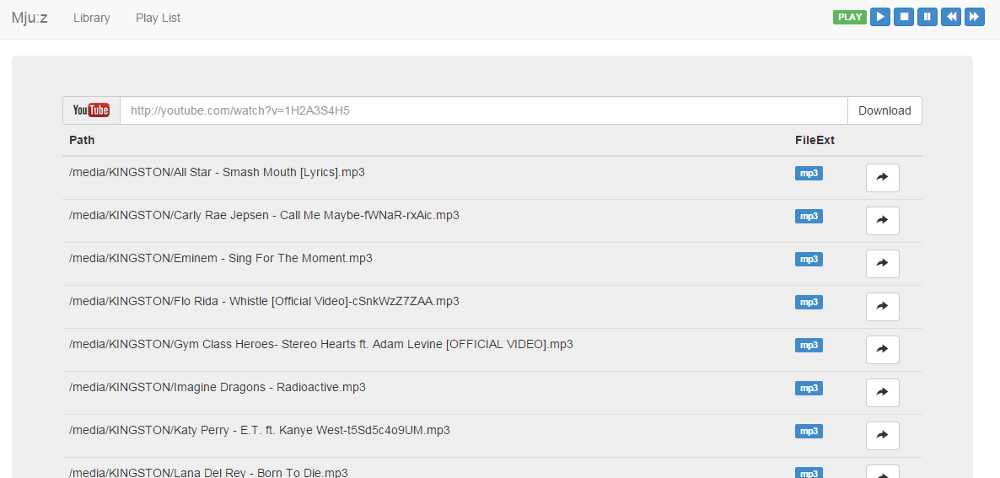 Mju:z Library Play List PLAY
YouTube http://youtube.com/watch?v=1H2A3S4H5 Download
Path FileExt
/media/KINGSTON/All Star - Smash Mouth [Lyrics].mp3 mp3
/media/KINGSTON/Carly Rae Jepsen - Call Me Maybe-fWNaR-rxAic.mp3 mp3
/media/KINGSTON/Eminem - Sing For The Moment.mp3 mp3
/media/KINGSTON/Flo Rida - Whistle [Official Video]-cSnkWzZ7ZAA.mp3 mp3
/media/KINGSTON/Gym Class Heroes- Stereo Hearts ft. Adam Levine [OFFICIAL VIDEO].mp3 mp3
/media/KINGSTON/Imagine Dragons - Radioactive.mp3 mp3
/media/KINGSTON/Katy Perry - E.T. ft. Kanye West-t5Sd5c4o9UM.mp3 mp3
/media/KINGSTON/Lana Del Rey - Born To Die.mp3 mp3